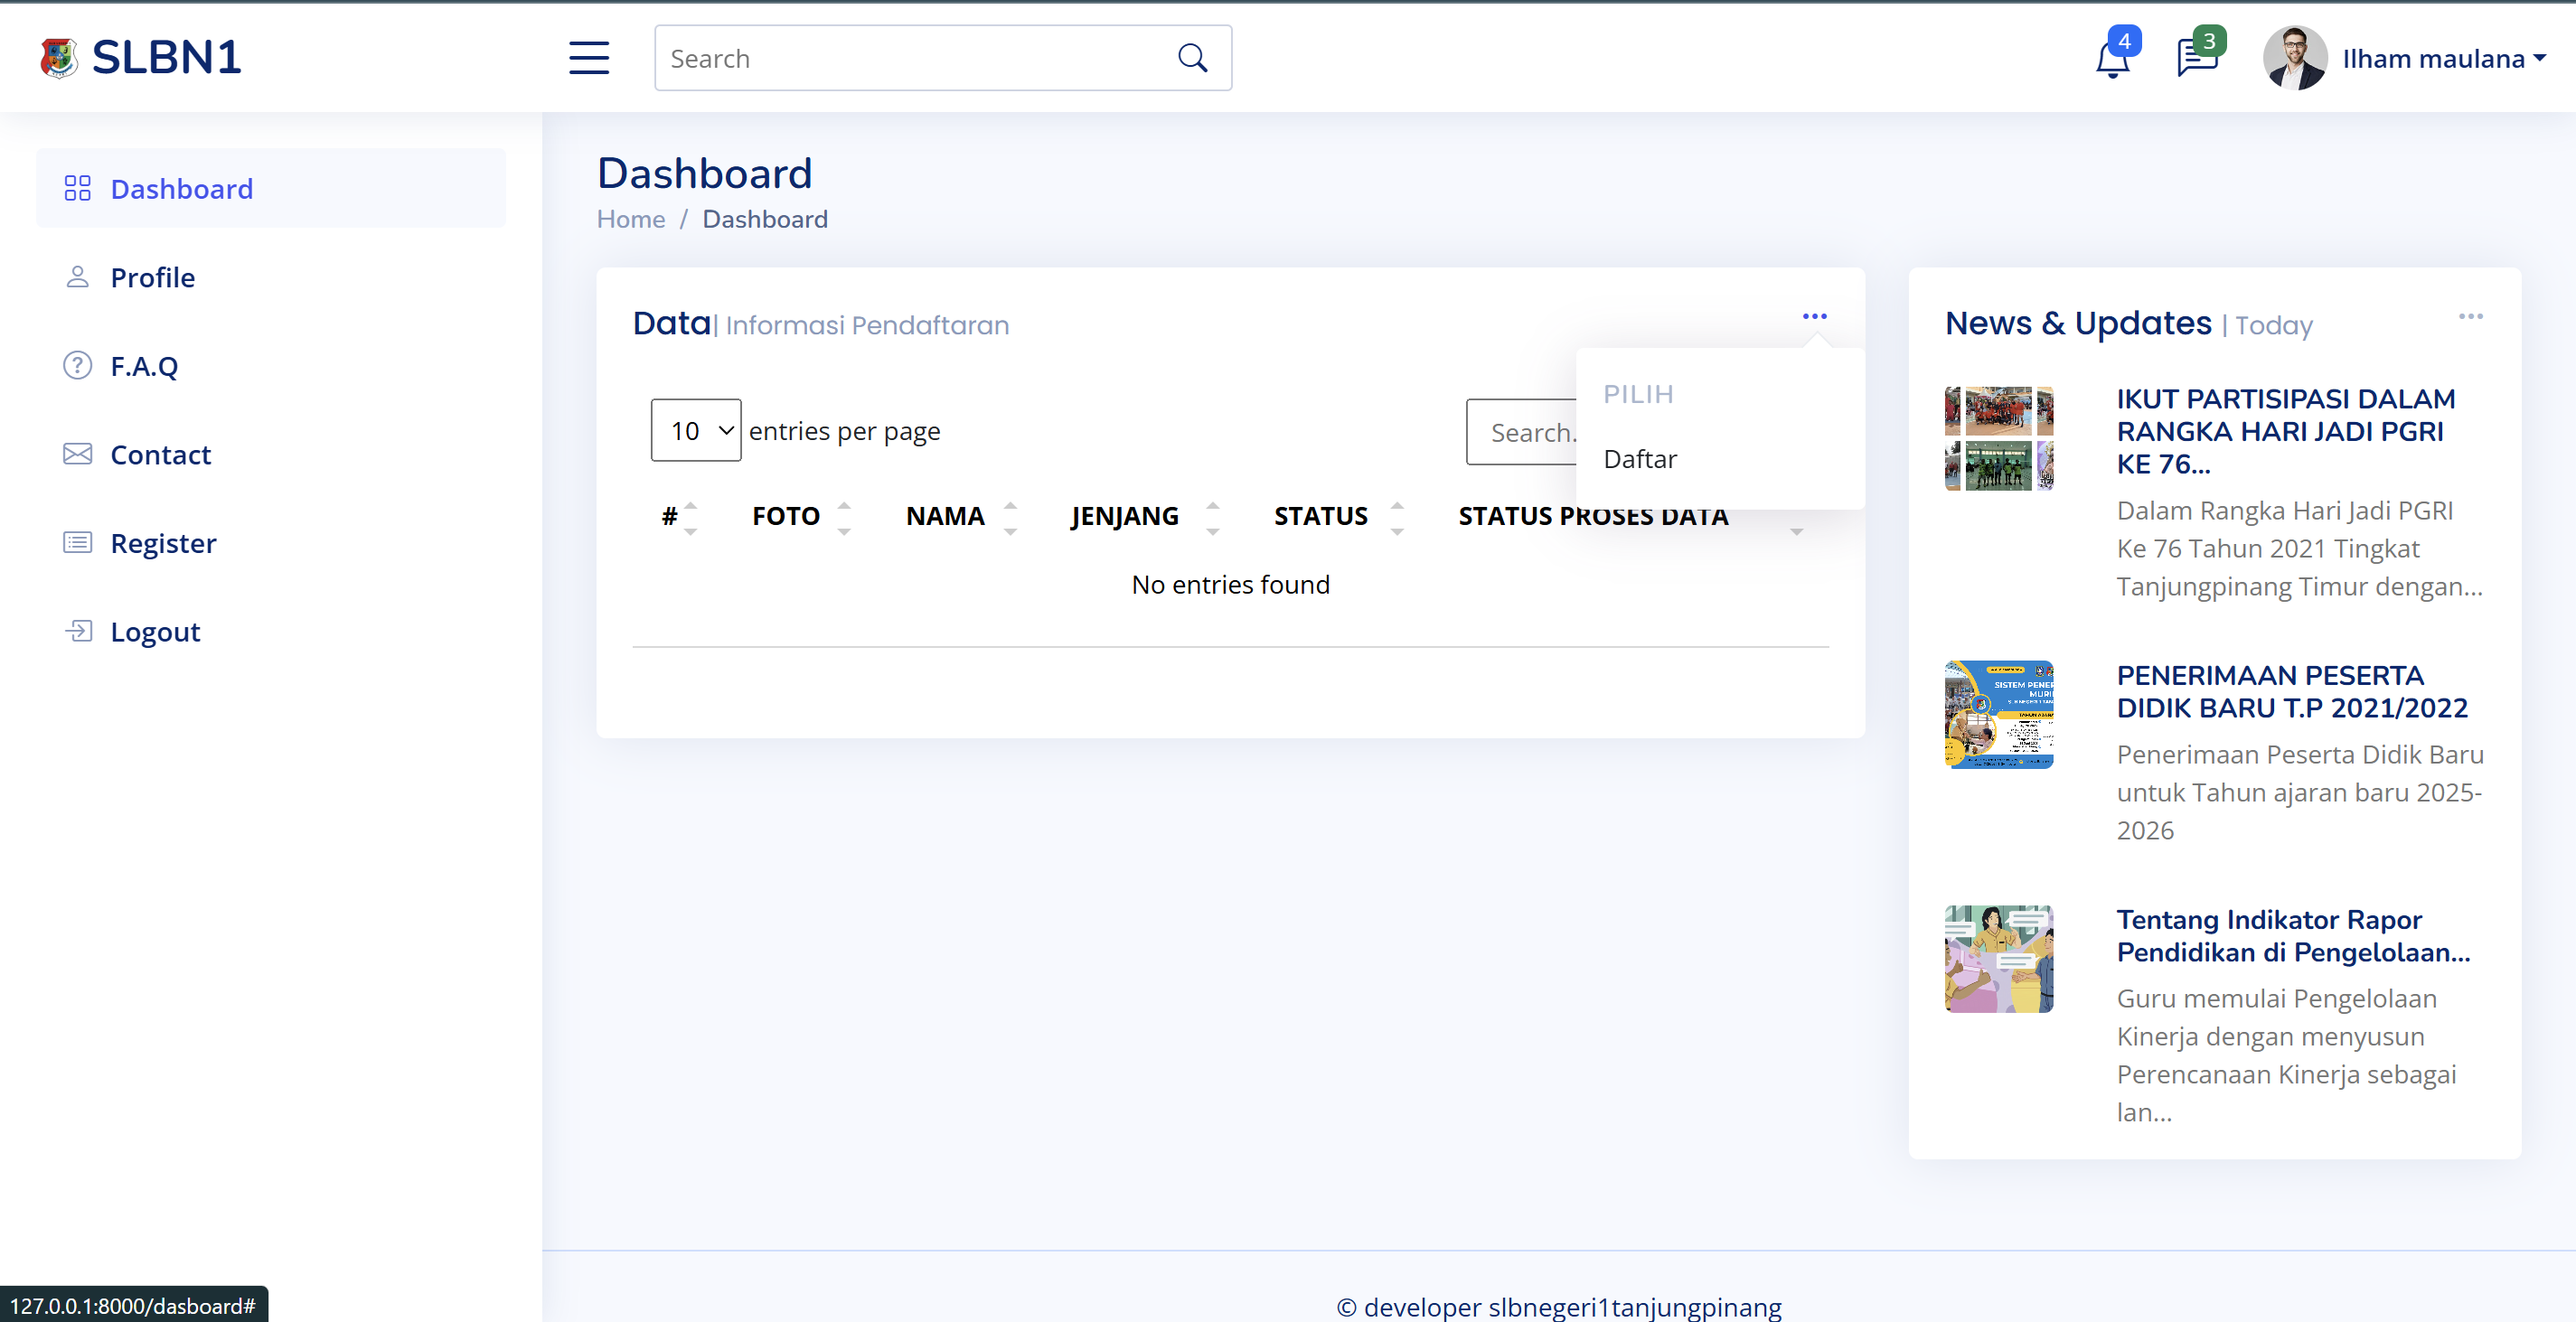 SLBN1
Search
4
3
Ilham maulana
Dashboard
Profile
F.A.Q
Contact
Register
Logout
Dashboard
Home / Dashboard
Data| Informasi Pendaftaran
PILIH
Daftar
10 entries per page
Search.
# FOTO NAMA JENJANG STATUS STATUS PROSES DATA
No entries found
News & Updates | Today
IKUT PARTISIPASI DALAM
RANGKA HARI JADI PGRI
KE 76...
Dalam Rangka Hari Jadi PGRI
Ke 76 Tahun 2021 Tingkat
Tanjungpinang Timur dengan...
SISTEM PENER
MURI
PENERIMAAN PESERTA
DIDIK BARU T.P 2021/2022
Penerimaan Peserta Didik Baru
untuk Tahun ajaran baru 2025-
2026
Tentang Indikator Rapor
Pendidikan di Pengelolaan...
Guru memulai Pengelolaan
Kinerja dengan menyusun
Perencanaan Kinerja sebagai
lan...
© developer slbnegeri1tanjungpinang
127.0.0.1:8000/dasboard#